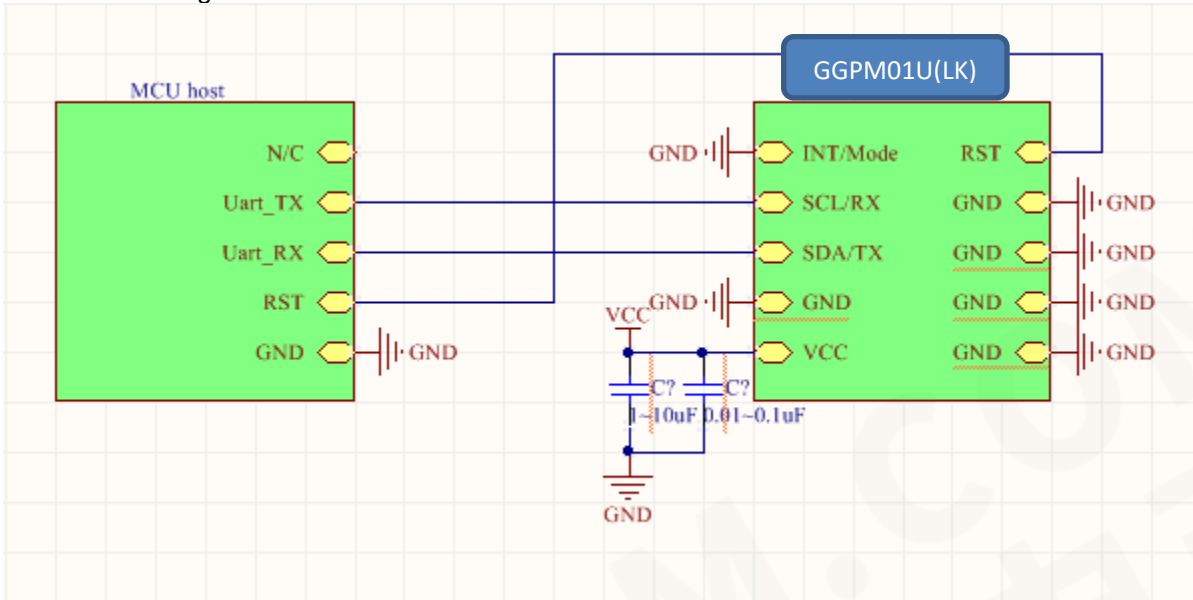 GGPM01U(LK)
MCU host
N/C
Uart_TX
Uart_RX
RST
GND
GND
GND
INT/Mode
SCL/RX
SDA/TX
GND
GND
VCC
VCC
RST
GND
GND
GND
GND
GND
GND
GND
GND
C?
C?
1~10uF
0.01~0.1uF
GND